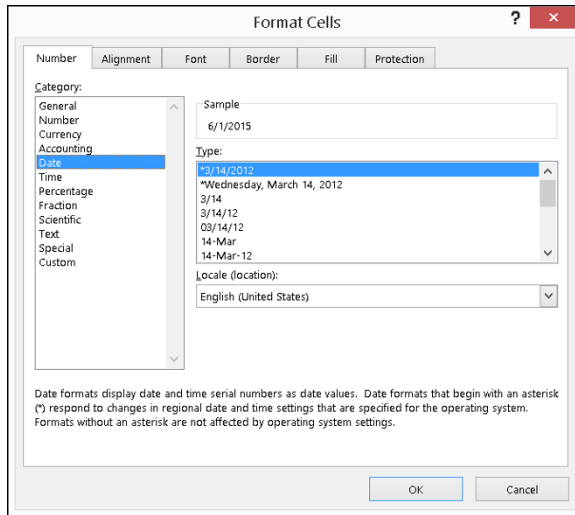 Format Cells
?
×
Number Alignment Font Border Fill Protection
Category:
General
Number
Currency
Accounting
Date
Time
Percentage
Fraction
Scientific
Text
Special
Custom
Sample
6/1/2015
Type:
*3/14/2012
*Wednesday, March 14, 2012
3/14
3/14/12
03/14/12
14-Mar
14-Mar-12
Locale (location):
English (United States)
Date formats display date and time serial numbers as date values. Date formats that begin with an asterisk
(*) respond to changes in regional date and time settings that are specified for the operating system.
Formats without an asterisk are not affected by operating system settings.
OK Cancel